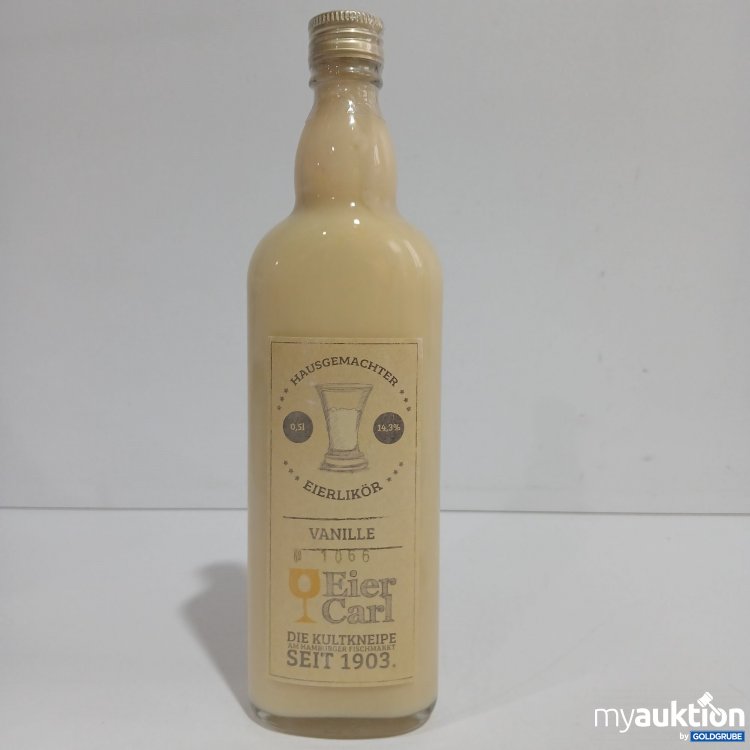 HAUSGEMACHTER
0,5l
14,3%
EIERLIKÖR
VANILLE
1066
Eier
Carl
DIE KULTKNEIPE
AM HAMBURGER FISCHMARKT
SEIT 1903.
myauktion
by GOLDGRUBE